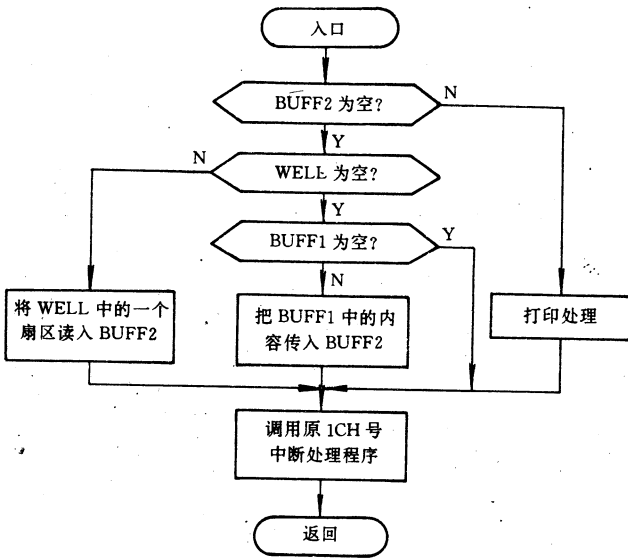 入口
BUFF2 为空?
N
Y
N
WELL 为空?
Y
BUFF1 为空?
Y
N
将 WELL 中的一个
扇区读入 BUFF2
把 BUFF1 中的内
容传入 BUFF2
打印处理
调用原 1CH 号
中断处理程序
返回